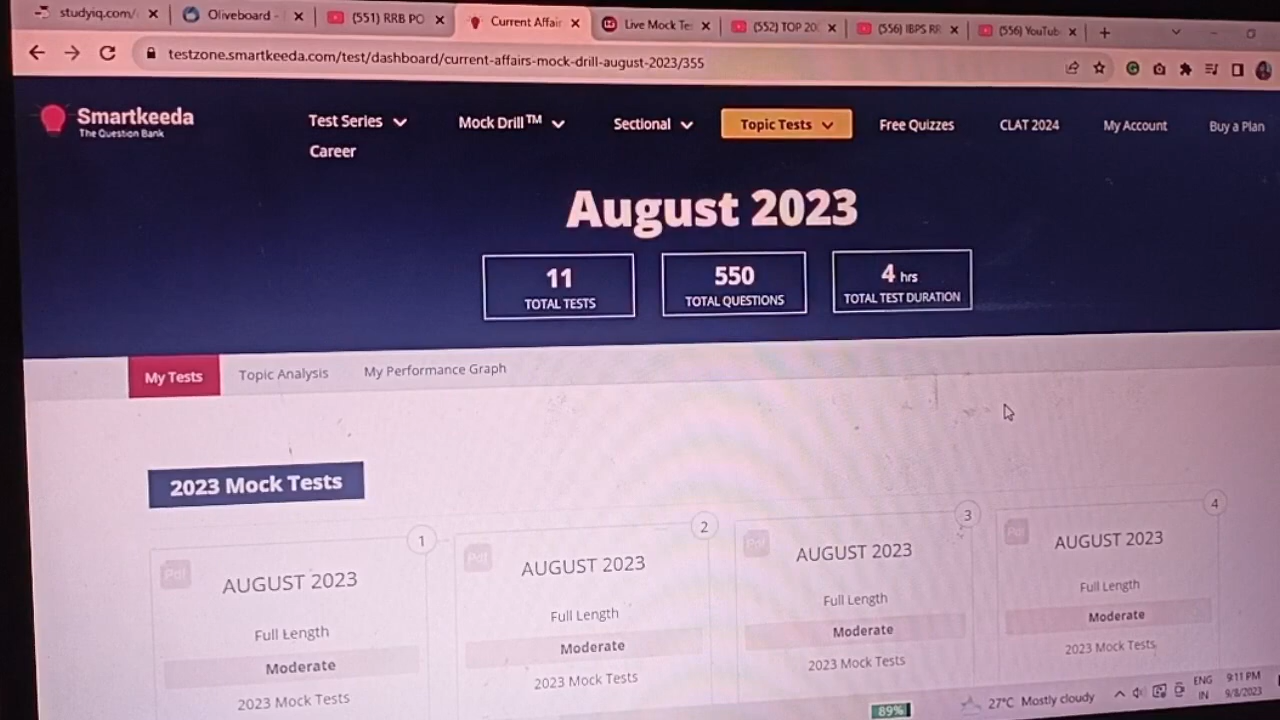 studyiq.com/
Oliveboard -
(551) RRB PO
Current Affair
Live Mock Te
(552) TOP 20
(556) IBPS RR
(556) YouTub
testzone.smartkeeda.com/test/dashboard/current-affairs-mock-drill-august-2023/355
Smartkeeda
The Question Bank
Test Series
Mock Drill™
Sectional
Topic Tests
Free Quizzes
CLAT 2024
My Account
Buy a Plan
Career
August 2023
11
TOTAL TESTS
550
TOTAL QUESTIONS
4 hrs
TOTAL TEST DURATION
My Tests
Topic Analysis
My Performance Graph
2023 Mock Tests
1
Pdf
AUGUST 2023
Full Length
Moderate
2023 Mock Tests
2
Pdf
AUGUST 2023
Full Length
Moderate
2023 Mock Tests
3
Pdf
AUGUST 2023
Full Length
Moderate
2023 Mock Tests
4
Pdf
AUGUST 2023
Full Length
Moderate
2023 Mock Tests
89%
27°C Mostly cloudy
ENG
IN
9:11 PM
9/8/2023